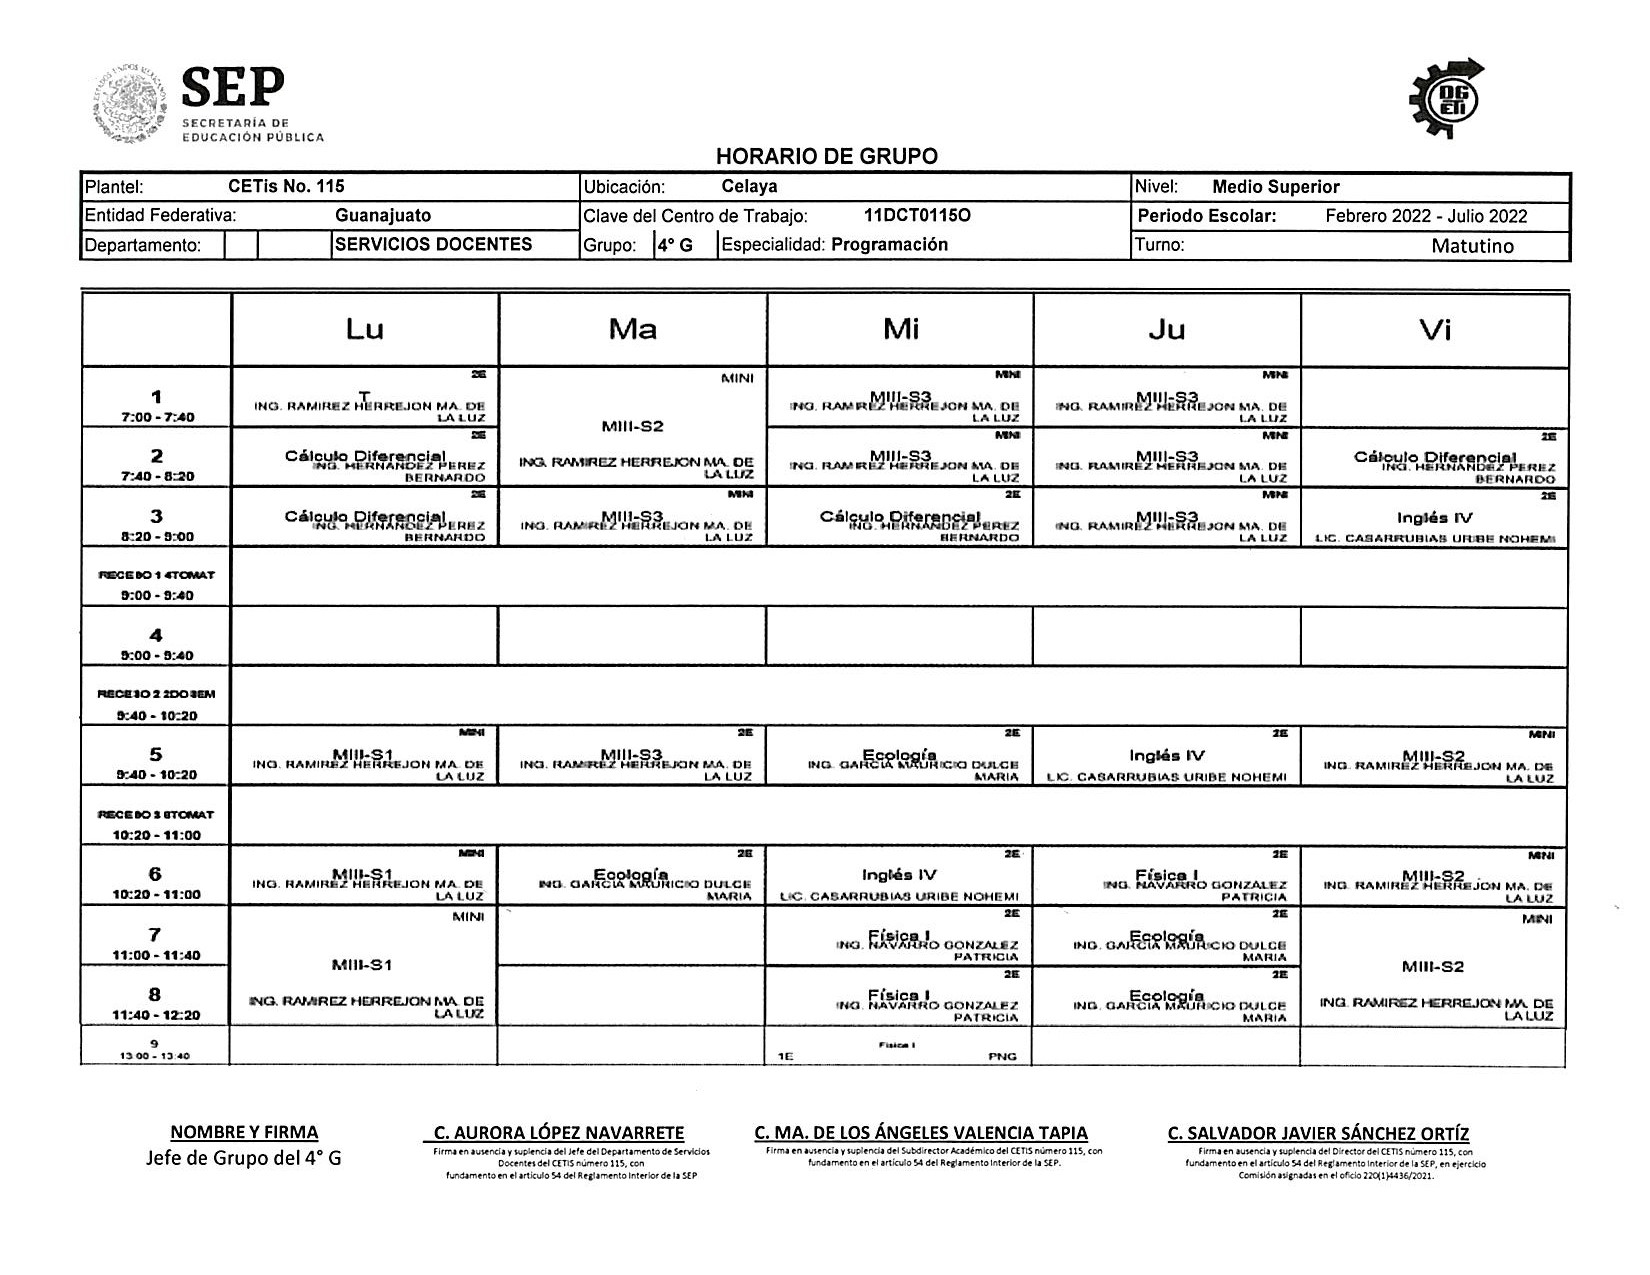 SEP
SECRETARÍA DE
EDUCACIÓN PÚBLICA
DG
ETI
HORARIO DE GRUPO
Plantel: CETis No. 115 Ubicación: Celaya Nivel: Medio Superior
Entidad Federativa: Guanajuato Clave del Centro de Trabajo: 11DCT0115O Periodo Escolar: Febrero 2022 - Julio 2022
Departamento: SERVICIOS DOCENTES Grupo: 4° G Especialidad: Programación Turno: Matutino
Lu Ma Mi Ju Vi
1
7:00 - 7:40
2E
T
ING. RAMIREZ HERREJON MA. DE
LA LUZ
MINI
MIII-S2
ING. RAMIREZ HERREJON MA. DE
LA LUZ
MINI
MIII-S3
ING. RAMIREZ HERREJON MA. DE
LA LUZ
MINI
MIII-S3
ING. RAMIREZ HERREJON MA. DE
LA LUZ
2
7:40 - 8:20
2E
Cálculo Diferencial
ING. HERNANDEZ PEREZ
BERNARDO
MINI
MIII-S3
ING. RAMIREZ HERREJON MA. DE
LA LUZ
MINI
MIII-S3
ING. RAMIREZ HERREJON MA. DE
LA LUZ
2E
Cálculo Diferencial
ING. HERNANDEZ PEREZ
BERNARDO
3
8:20 - 9:00
2E
Cálculo Diferencial
ING. HERNANDEZ PEREZ
BERNARDO
MINI
MIII-S3
ING. RAMIREZ HERREJON MA. DE
LA LUZ
2E
Cálculo Diferencial
ING. HERNANDEZ PEREZ
BERNARDO
MINI
MIII-S3
ING. RAMIREZ HERREJON MA. DE
LA LUZ
2E
Inglés IV
LIC. CASARRUBIAS URIBE NOHEMI
RECESO 1 4TOMAT
9:00 - 9:40
4
9:00 - 9:40
RECESO 2 2DOSEM
9:40 - 10:20
5
9:40 - 10:20
MINI
MIII-S1
ING. RAMIREZ HERREJON MA. DE
LA LUZ
2E
MIII-S3
ING. RAMIREZ HERREJON MA. DE
LA LUZ
2E
Ecología
ING. GARCIA MAURICIO DULCE
MARIA
2E
Inglés IV
LIC. CASARRUBIAS URIBE NOHEMI
MINI
MIII-S2
ING. RAMIREZ HERREJON MA. DE
LA LUZ
RECESO 3 6TOMAT
10:20 - 11:00
6
10:20 - 11:00
MINI
MIII-S1
ING. RAMIREZ HERREJON MA. DE
LA LUZ
2E
Ecología
ING. GARCIA MAURICIO DULCE
MARIA
2E
Inglés IV
LIC. CASARRUBIAS URIBE NOHEMI
2E
Física I
ING. NAVARRO GONZALEZ
PATRICIA
MINI
MIII-S2
ING. RAMIREZ HERREJON MA. DE
LA LUZ
7
11:00 - 11:40
MINI
MIII-S1
ING. RAMIREZ HERREJON MA. DE
LA LUZ
2E
Física I
ING. NAVARRO GONZALEZ
PATRICIA
2E
Ecología
ING. GARCIA MAURICIO DULCE
MARIA
MINI
MIII-S2
ING. RAMIREZ HERREJON MA. DE
LA LUZ
8
11:40 - 12:20
2E
Física I
ING. NAVARRO GONZALEZ
PATRICIA
2E
Ecología
ING. GARCIA MAURICIO DULCE
MARIA
9
13:00 - 13:40
Física I
1E PNG
NOMBRE Y FIRMA
Jefe de Grupo del 4° G
C. AURORA LÓPEZ NAVARRETE
Firma en ausencia y suplencia del Jefe del Departamento de Servicios
Docentes del CETIS número 115, con
fundamento en el artículo 54 del Reglamento Interior de la SEP
C. MA. DE LOS ÁNGELES VALENCIA TAPIA
Firma en ausencia y suplencia del Subdirector Académico del CETIS número 115, con
fundamento en el artículo 54 del Reglamento Interior de la SEP.
C. SALVADOR JAVIER SÁNCHEZ ORTÍZ
Firma en ausencia y suplencia del Director del CETIS número 115, con
fundamento en el artículo 54 del Reglamento Interior de la SEP, en ejercicio
Comisión asignadas en el oficio 220(1)4436/2021.